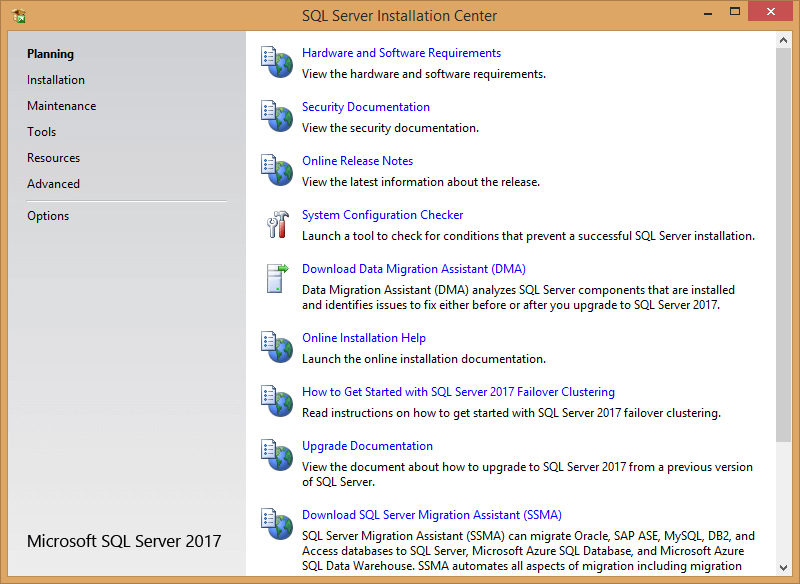 SQL Server Installation Center
Planning
Installation
Maintenance
Tools
Resources
Advanced
Options
Microsoft SQL Server 2017
Hardware and Software Requirements
View the hardware and software requirements.
Security Documentation
View the security documentation.
Online Release Notes
View the latest information about the release.
System Configuration Checker
Launch a tool to check for conditions that prevent a successful SQL Server installation.
Download Data Migration Assistant (DMA)
Data Migration Assistant (DMA) analyzes SQL Server components that are installed
and identifies issues to fix either before or after you upgrade to SQL Server 2017.
Online Installation Help
Launch the online installation documentation.
How to Get Started with SQL Server 2017 Failover Clustering
Read instructions on how to get started with SQL Server 2017 failover clustering.
Upgrade Documentation
View the document about how to upgrade to SQL Server 2017 from a previous version
of SQL Server.
Download SQL Server Migration Assistant (SSMA)
SQL Server Migration Assistant (SSMA) can migrate Oracle, SAP ASE, MySQL, DB2, and
Access databases to SQL Server, Microsoft Azure SQL Database, and Microsoft Azure
SQL Data Warehouse. SSMA automates all aspects of migration including migration